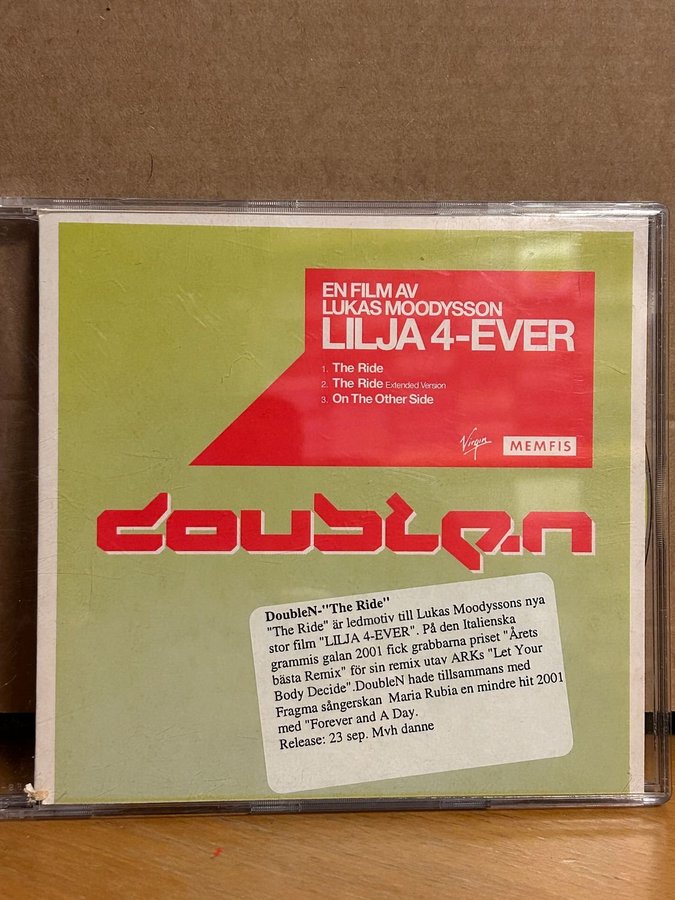 EN FILM AV
LUKAS MOODYSSON
LILJA 4-EVER
1. The Ride
2. The Ride Extended Version
3. On The Other Side
Virgin
MEMFIS
double.n
DoubleN-"The Ride"
"The Ride" är ledmotiv till Lukas Moodyssons nya
stor film "LILJA 4-EVER". På den Italienska
grammis galan 2001 fick grabbarna priset "Årets
bästa Remix" för sin remix utav ARKs "Let Your
Body Decide".DoubleN hade tillsammans med
Fragma sångerskan Maria Rubia en mindre hit 2001
med "Forever and A Day.
Release: 23 sep. Mvh danne